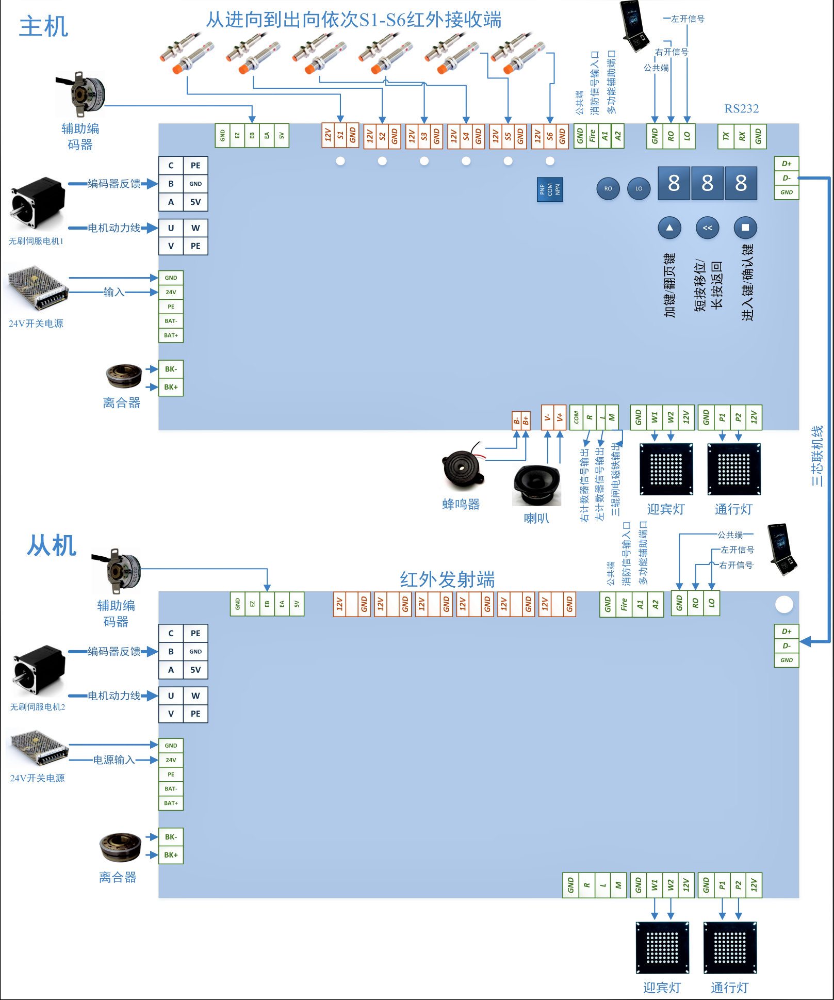 主机
从进向到出向依次S1-S6红外接收端
左开信号
右开信号
公共端
公共端
消防信号输入口
多功能辅助端口
RS232
辅助编
码器
GND EZ EB EA 5V
12V S1 GND
12V S2 GND
12V S3 GND
12V S4 GND
12V S5 GND
12V S6 GND
GND Fire A1 A2
GND RO LO
TX RX GND
C PE
B GND
A 5V
编码器反馈
U W
V PE
电机动力线
无刷伺服电机1
PNP
COM
NPN
RO
LO
8 8 8
D+
D-
GND
<<
加键/翻页键
短按移位/
长按返回
进入键/确认键
GND
24V
PE
BAT-
BAT+
输入
24V开关电源
BK-
BK+
离合器
B- B+
V- V+
COM R L M
GND W1 W2 12V
GND P1 P2 12V
蜂鸣器
喇叭
右计数器信号输出
左计数器信号输出
三辊闸电磁铁输出
迎宾灯
通行灯
三芯联机线
从机
公共端
左开信号
右开信号
公共端
消防信号输入口
多功能辅助端口
红外发射端
辅助编
码器
GND EZ EB EA 5V
12V GND
12V GND
12V GND
12V GND
12V GND
12V GND
GND Fire A1 A2
GND RO LO
C PE
B GND
A 5V
编码器反馈
U W
V PE
电机动力线
无刷伺服电机2
D+
D-
GND
GND
24V
PE
BAT-
BAT+
电源输入
24V开关电源
BK-
BK+
离合器
GND R L M
GND W1 W2 12V
GND P1 P2 12V
迎宾灯
通行灯